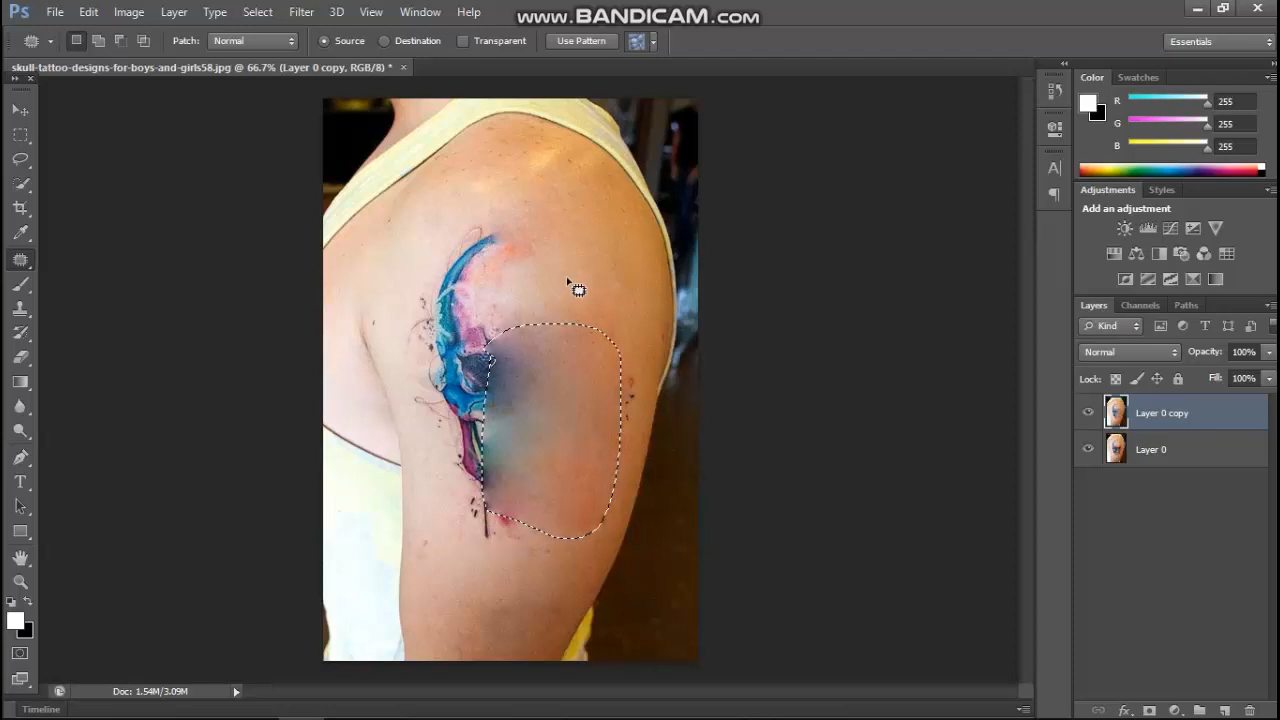 Ps File Edit Image Layer Type Select Filter 3D View Window Help
www.BANDICAM.com
Patch: Normal Source Destination Transparent Use Pattern Essentials
skull-tattoo-designs-for-boys-and-girls58.jpg @ 66.7% (Layer 0 copy, RGB/8) *
Color Swatches
R 255
G 255
B 255
Adjustments Styles
Add an adjustment
Layers Channels Paths
Kind
Normal Opacity: 100%
Lock: Fill: 100%
Layer 0 copy
Layer 0
Doc: 1.54M/3.09M
Timeline